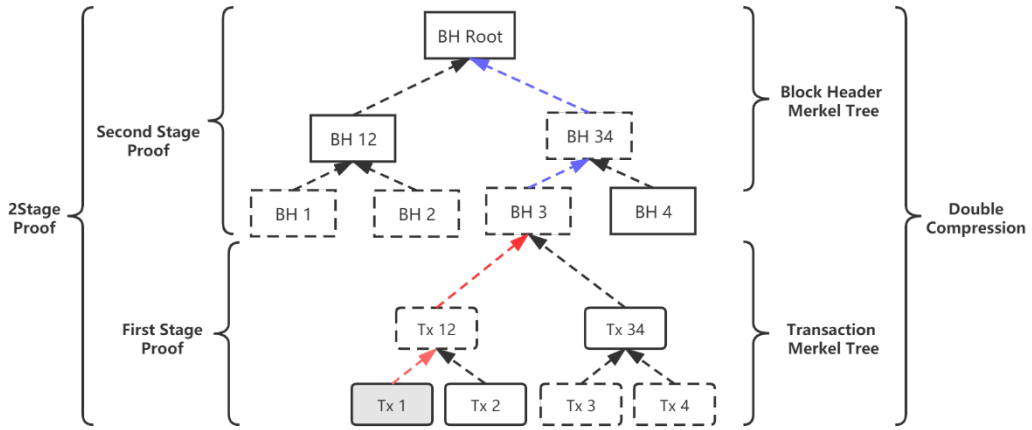 BH Root
Block Header
Merkel Tree
Second Stage
Proof
BH 12
BH 34
2Stage
Proof
BH 1
BH 2
BH 3
BH 4
Double
Compression
First Stage
Proof
Tx 12
Tx 34
Transaction
Merkel Tree
Tx 1
Tx 2
Tx 3
Tx 4